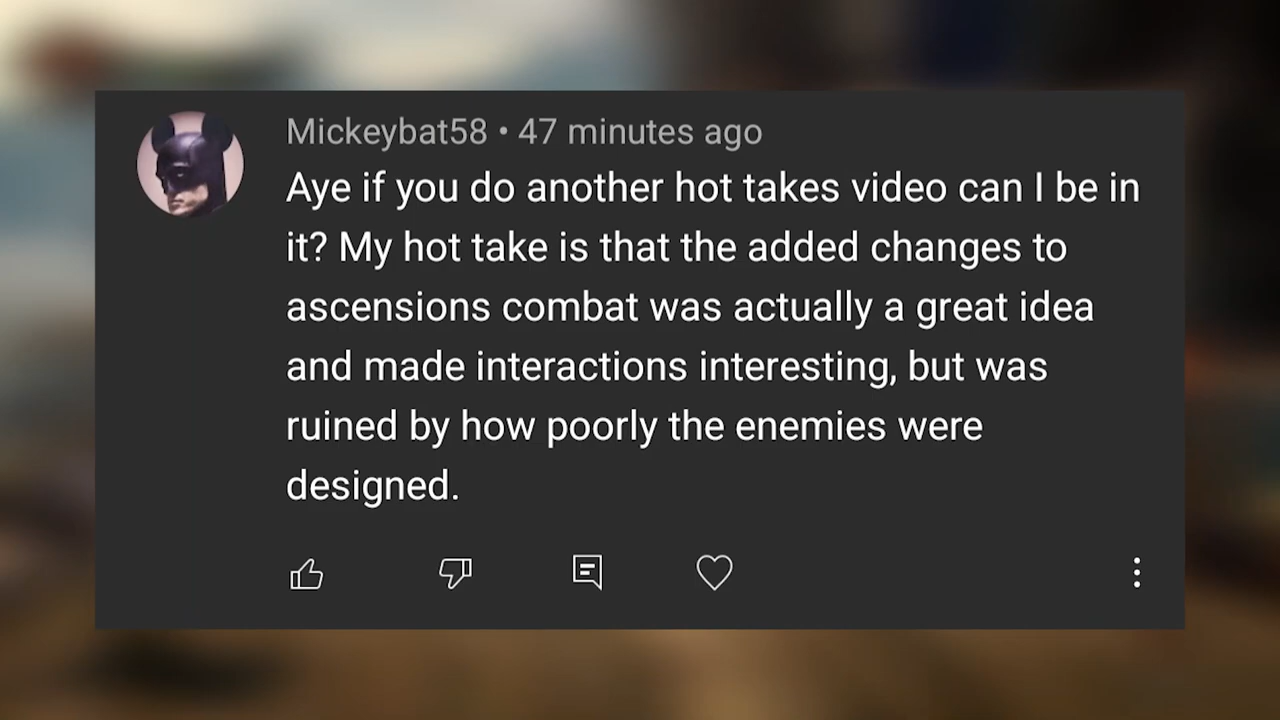 Mickeybat58 • 47 minutes ago
Aye if you do another hot takes video can I be in
it? My hot take is that the added changes to
ascensions combat was actually a great idea
and made interactions interesting, but was
ruined by how poorly the enemies were
designed.